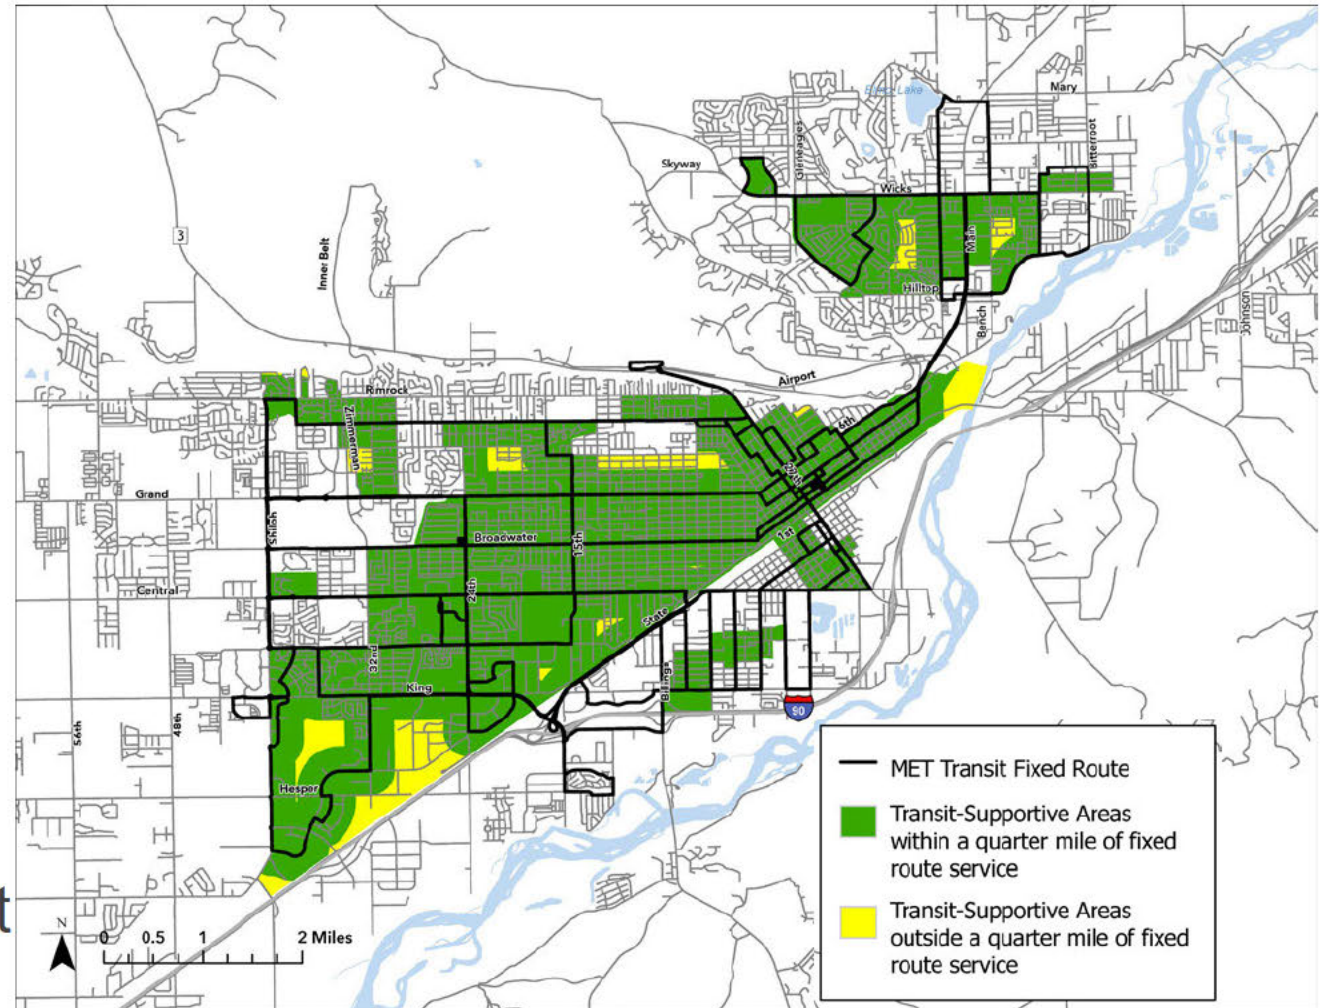 Mary
Gleneagles
Bitterroot
Skyway
Wicks
3
Main
Inner Belt
Hilltop
Bench
Johnson
Airport
Rimrock
Zimmerman
6th
27th
Grand
Shiloh
Broadwater
15th
1st
Central
24th
State
32nd
King
Billings
90
56th
48th
Hesper
t
N
0 0.5 1 2 Miles
MET Transit Fixed Route
Transit-Supportive Areas
within a quarter mile of fixed
route service
Transit-Supportive Areas
outside a quarter mile of fixed
route service